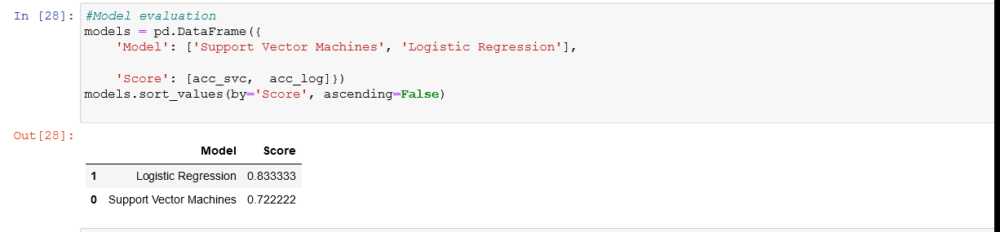 In [28]: #Model evaluation
models = pd.DataFrame({
    'Model': ['Support Vector Machines', 'Logistic Regression'],
    'Score': [acc_svc,  acc_log]})
models.sort_values(by='Score', ascending=False)
Out[28]:
Model Score
1 Logistic Regression 0.833333
0 Support Vector Machines 0.722222